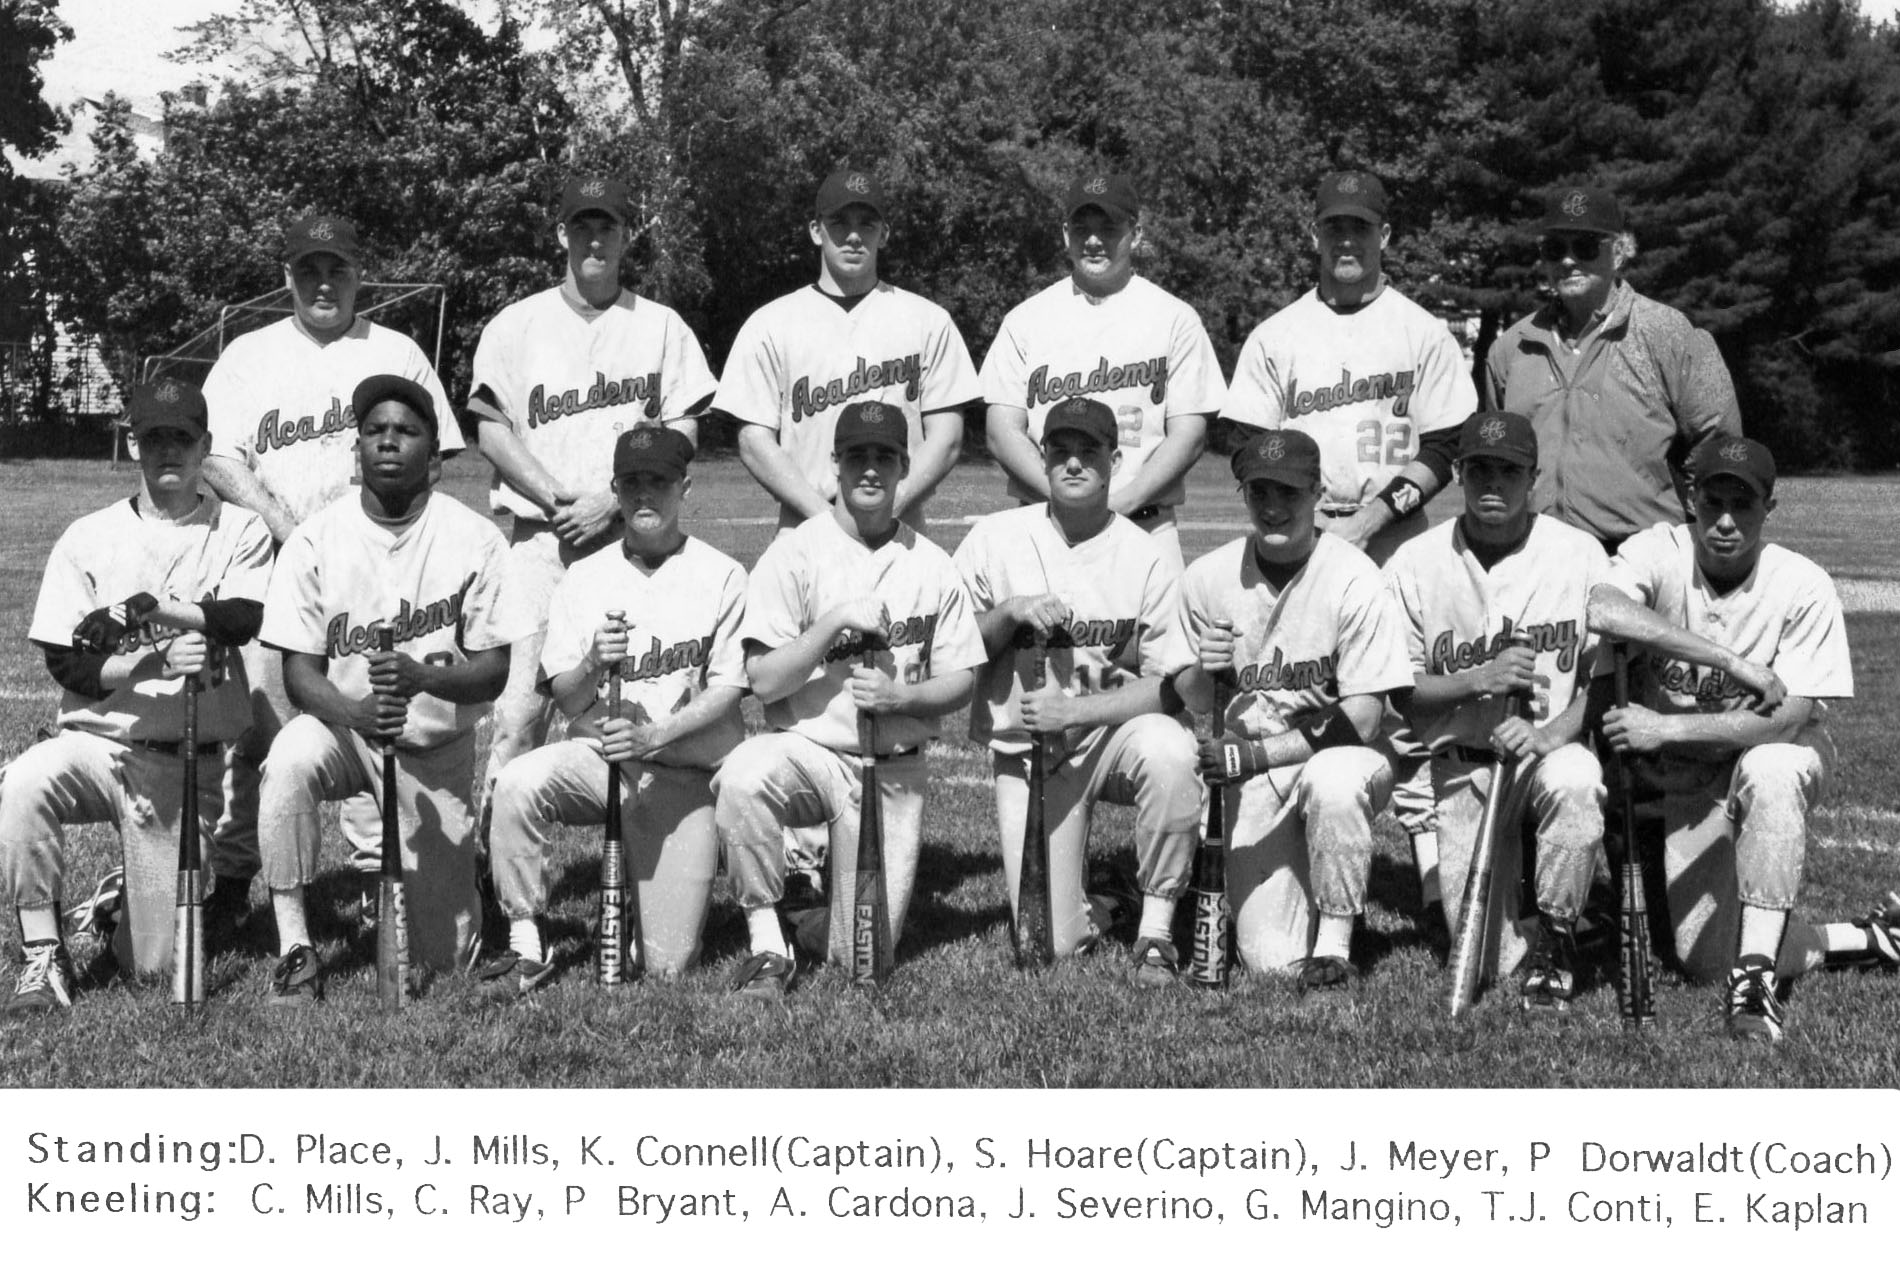 Academy
Academy
Academy
Academy
Academy
22
Academy
ademy
Academy
EASTON
EASTON
EASTON
Standing:D. Place, J. Mills, K. Connell(Captain), S. Hoare(Captain), J. Meyer, P Dorwaldt(Coach)
Kneeling: C. Mills, C. Ray, P Bryant, A. Cardona, J. Severino, G. Mangino, T.J. Conti, E. Kaplan